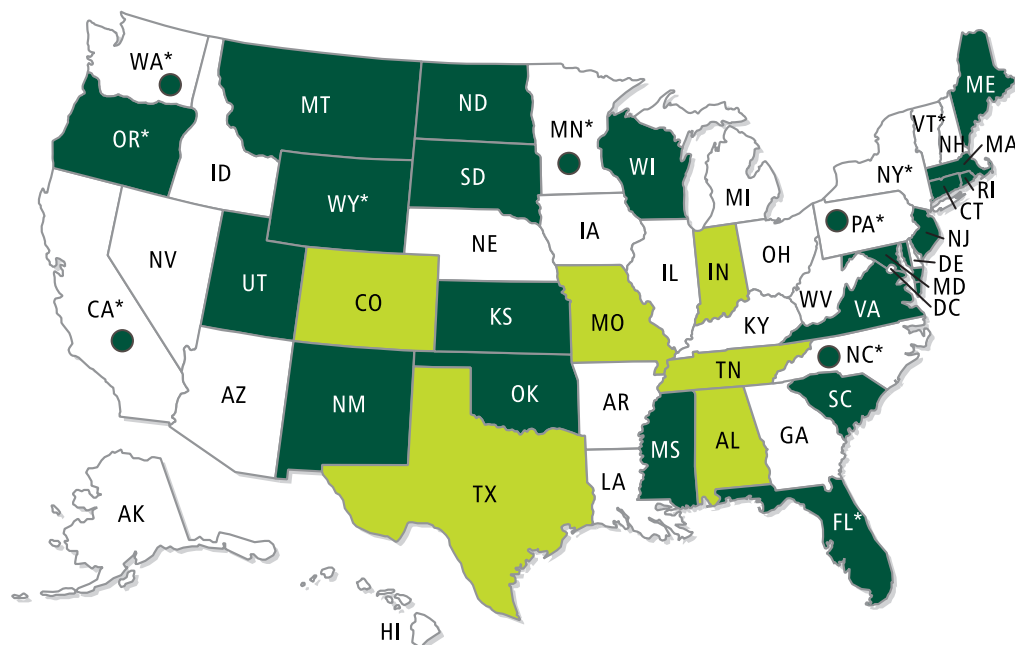 WA*
MT
ND
MN*
ME
VT*
NH
MA
OR*
ID
WY*
SD
WI
MI
NY*
RI
CT
NV
UT
CO
NE
IA
IL
IN
OH
PA*
NJ
DE
MD
DC
WV
VA
CA*
KS
MO
KY
NC*
AZ
NM
OK
AR
TN
SC
TX
LA
MS
AL
GA
FL*
AK
HI